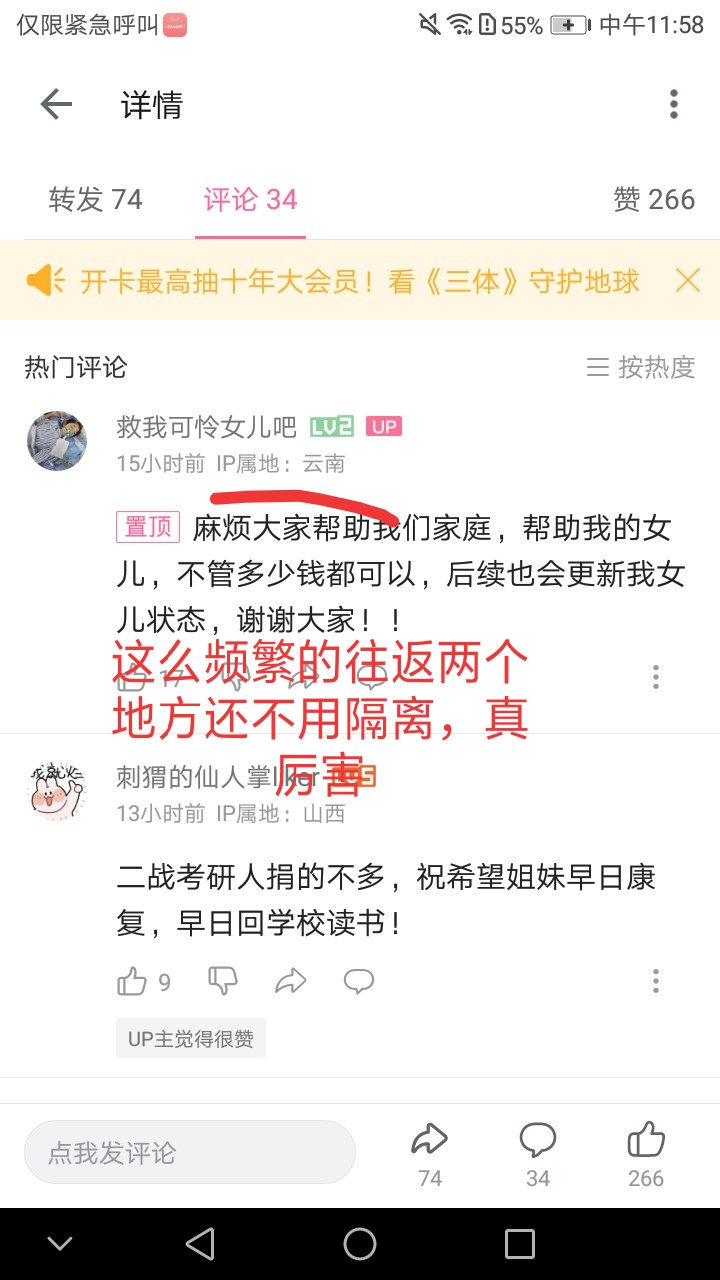 仅限紧急呼叫
55% 中午11:58
详情
转发 74 评论 34 赞 266
开卡最高抽十年大会员！看《三体》守护地球
热门评论 按热度
救我可怜女儿吧 LV2 UP
15小时前 IP属地：云南
置顶 麻烦大家帮助我们家庭，帮助我的女
儿，不管多少钱都可以，后续也会更新我女
儿状态，谢谢大家！！
17
这么频繁的往返两个
地方还不用隔离，真
厉害
刺猬的仙人掌Iker LV5
13小时前 IP属地：山西
二战考研人捐的不多，祝希望姐妹早日康
复，早日回学校读书！
9
UP主觉得很赞
点我发评论
74 34 266